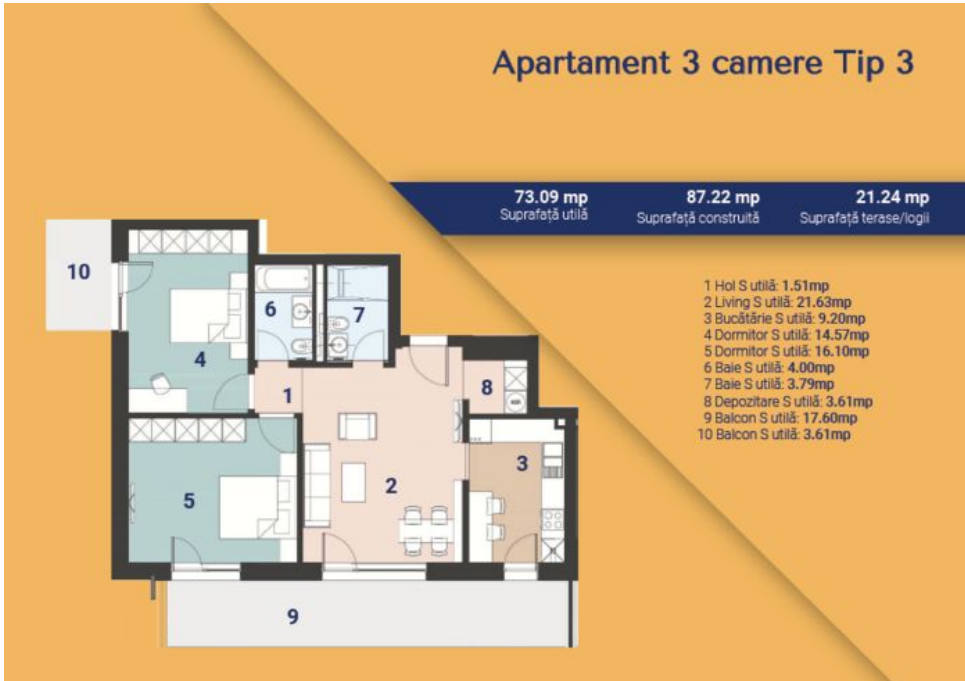 Apartament 3 camere Tip 3
73.09 mp 87.22 mp 21.24 mp
Suprafață utilă Suprafață construită Suprafață terase/logii
1 Hol S utilă: 1.51mp
2 Living S utilă: 21.63mp
3 Bucătărie S utilă: 9.20mp
4 Dormitor S utilă: 14.57mp
5 Dormitor S utilă: 16.10mp
6 Baie S utilă: 4.00mp
7 Baie S utilă: 3.79mp
8 Depozitare S utilă: 3.61mp
9 Balcon S utilă: 17.60mp
10 Balcon S utilă: 3.61mp
10
6
7
4
1
8
5
2
3
9